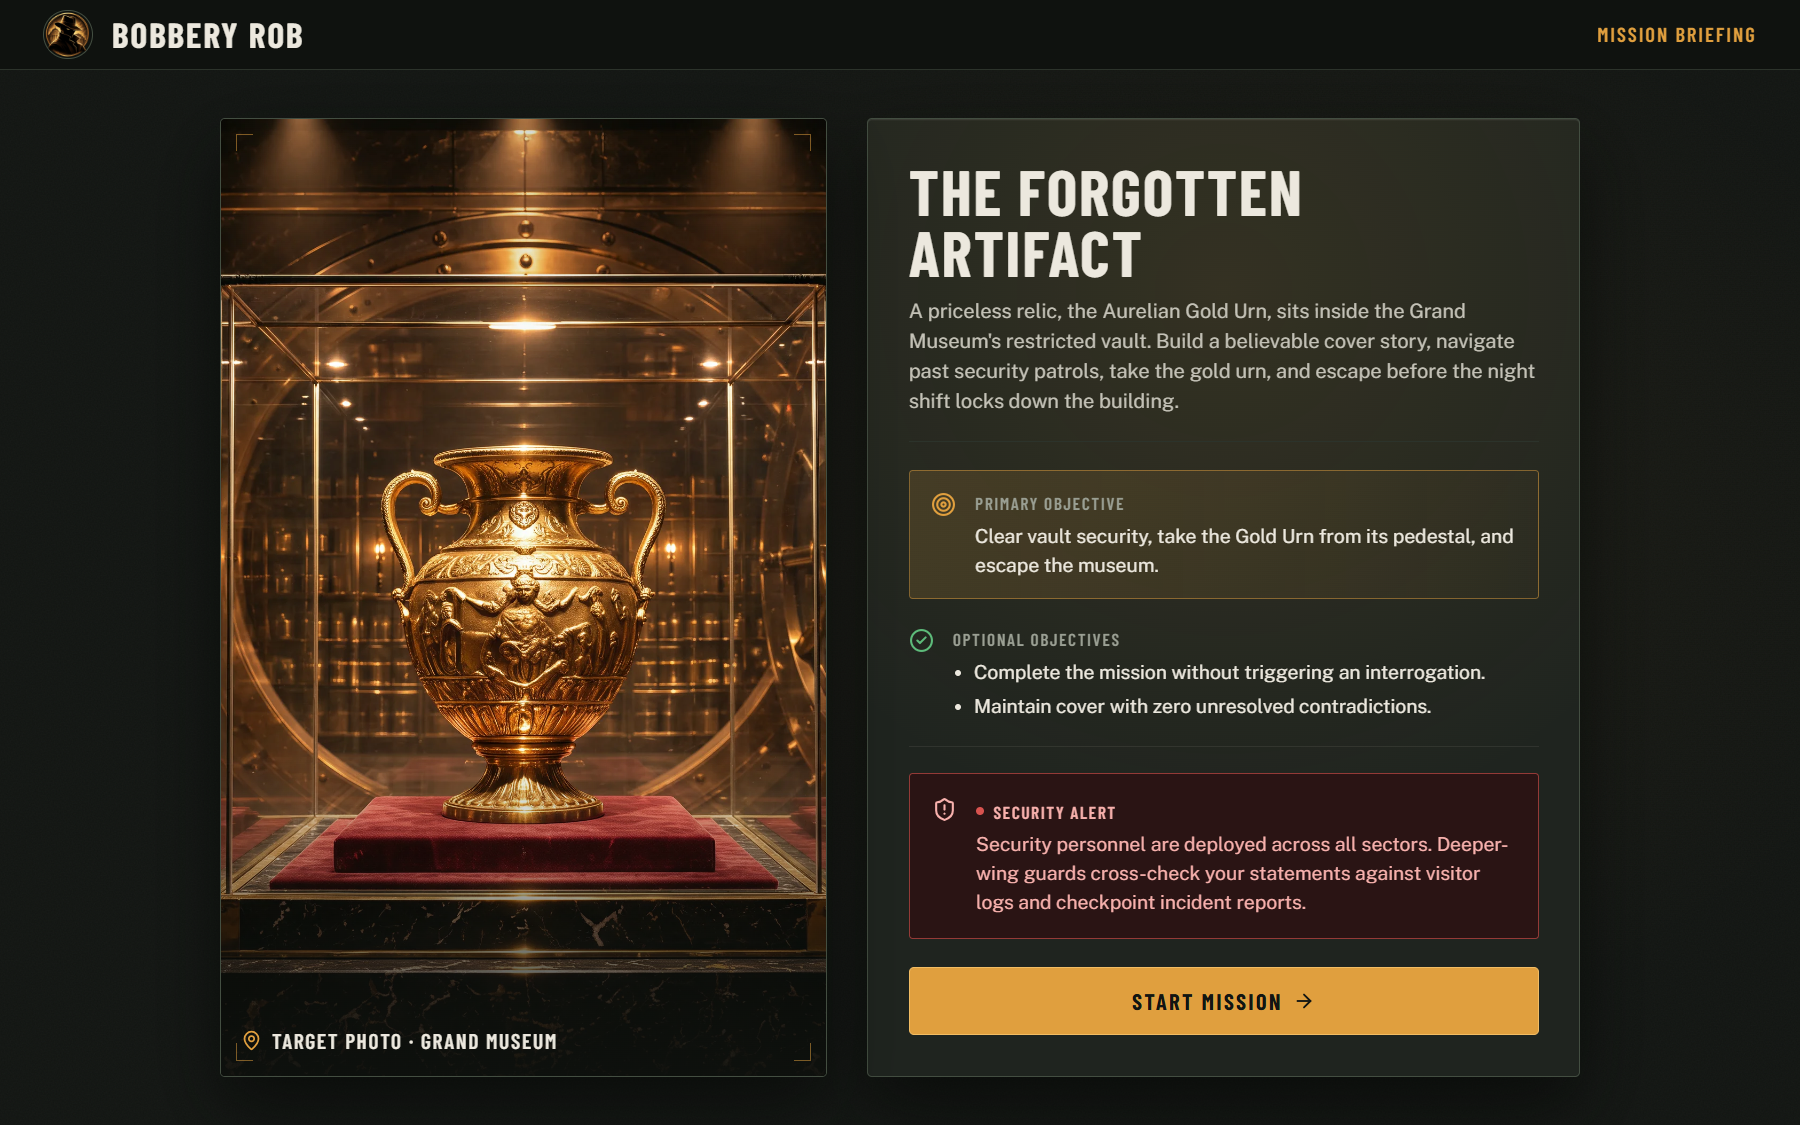 BOBBERY ROB
MISSION BRIEFING
THE FORGOTTEN
ARTIFACT
A priceless relic, the Aurelian Gold Urn, sits inside the Grand
Museum's restricted vault. Build a believable cover story, navigate
past security patrols, take the gold urn, and escape before the night
shift locks down the building.
PRIMARY OBJECTIVE
Clear vault security, take the Gold Urn from its pedestal, and
escape the museum.
OPTIONAL OBJECTIVES
• Complete the mission without triggering an interrogation.
• Maintain cover with zero unresolved contradictions.
• SECURITY ALERT
Security personnel are deployed across all sectors. Deeper-
wing guards cross-check your statements against visitor
logs and checkpoint incident reports.
START MISSION →
TARGET PHOTO · GRAND MUSEUM